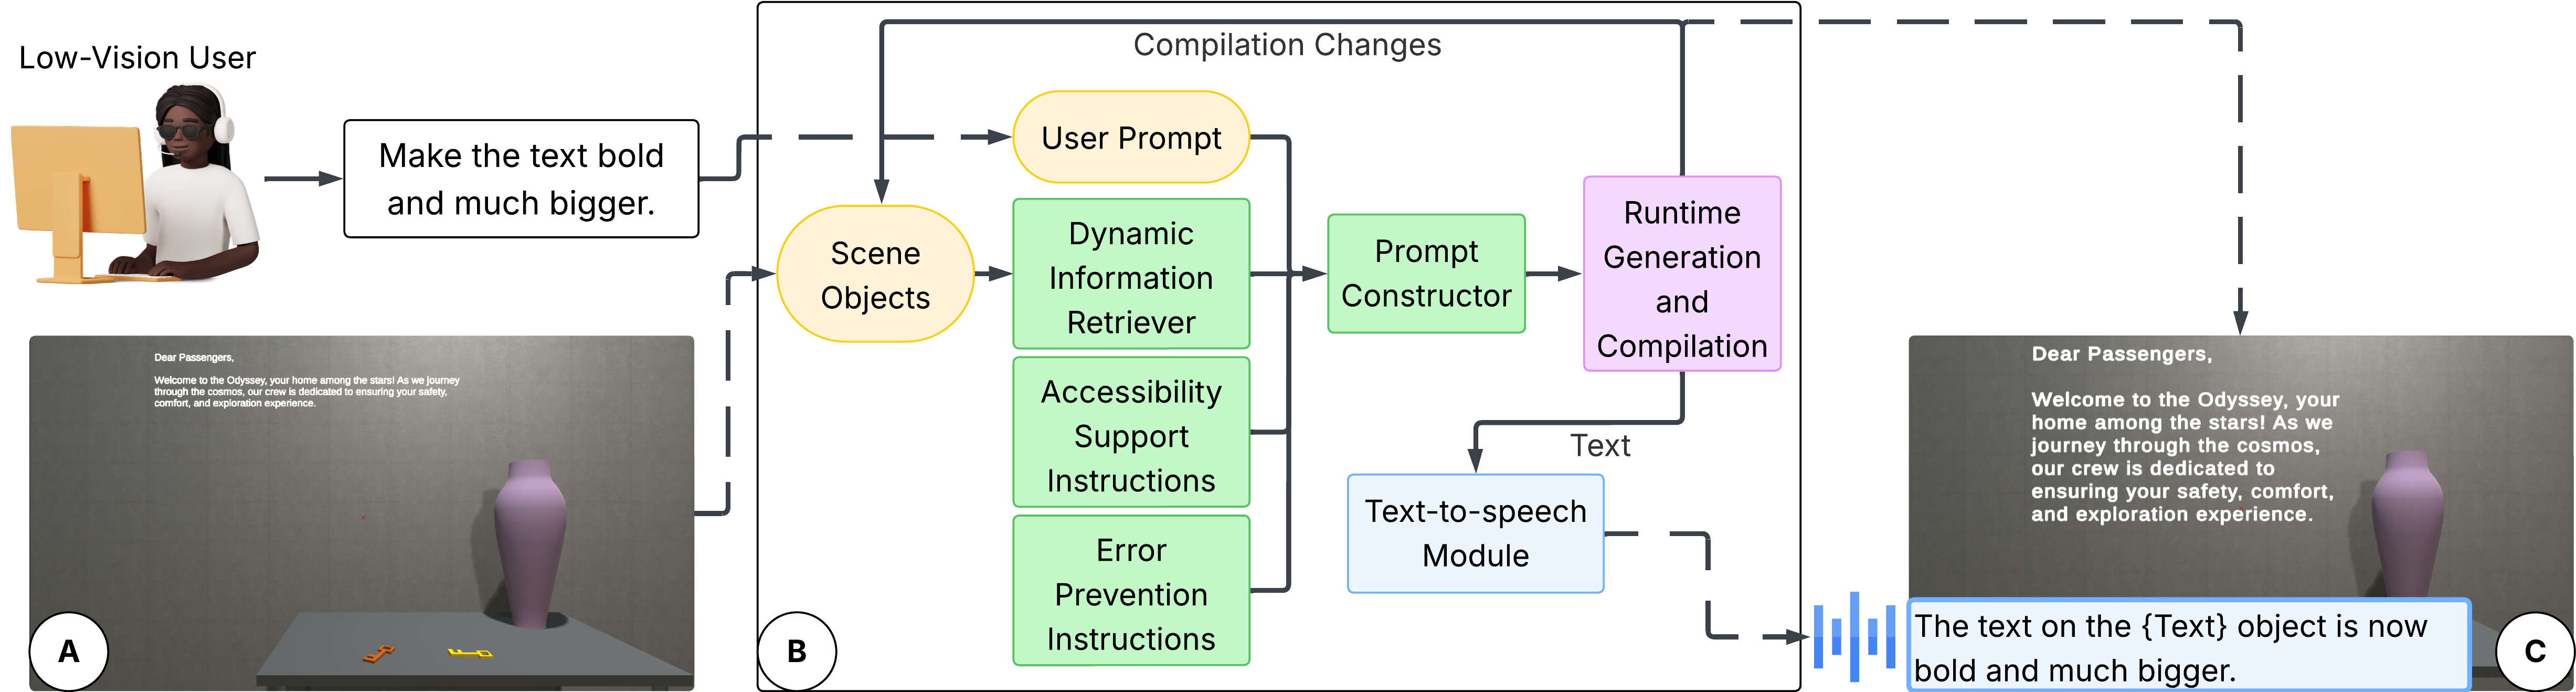 Low-Vision User
Make the text bold
and much bigger.
Dear Passengers,
Welcome to the Odyssey, your home among the stars! As we journey
through the cosmos, our crew is dedicated to ensuring your safety,
comfort, and exploration experience.
A
Compilation Changes
User Prompt
Scene
Objects
Dynamic
Information
Retriever
Accessibility
Support
Instructions
Error
Prevention
Instructions
Prompt
Constructor
Runtime
Generation
and
Compilation
Text
Text-to-speech
Module
B
Dear Passengers,
Welcome to the Odyssey, your
home among the stars! As we
journey through the cosmos,
our crew is dedicated to
ensuring your safety, comfort,
and exploration experience.
The text on the {Text} object is now
bold and much bigger.
C